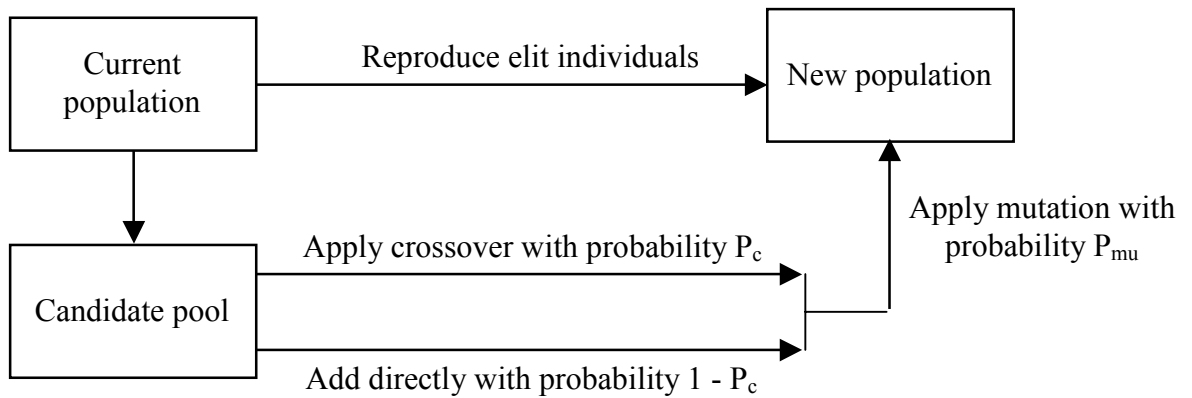 Current
population
Reproduce elit individuals
New population
Apply mutation with
probability Pmu
Candidate pool
Apply crossover with probability Pc
Add directly with probability 1 - Pc